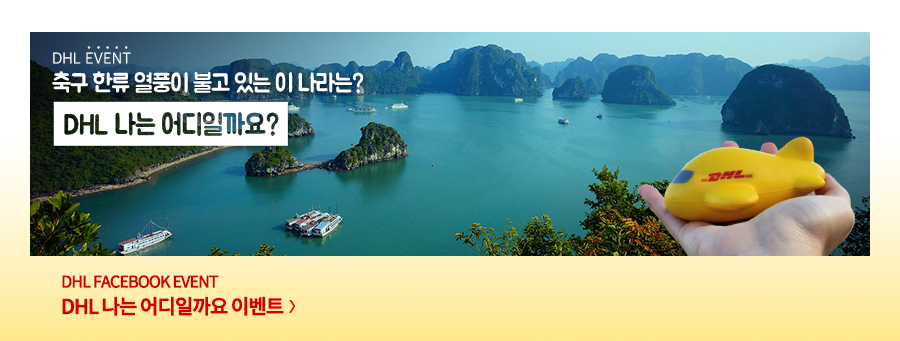 DHL EVENT
축구 한류 열풍이 불고 있는 이 나라는?
DHL 나는 어디일까요?
DHL
DHL FACEBOOK EVENT
DHL 나는 어디일까요 이벤트 〉